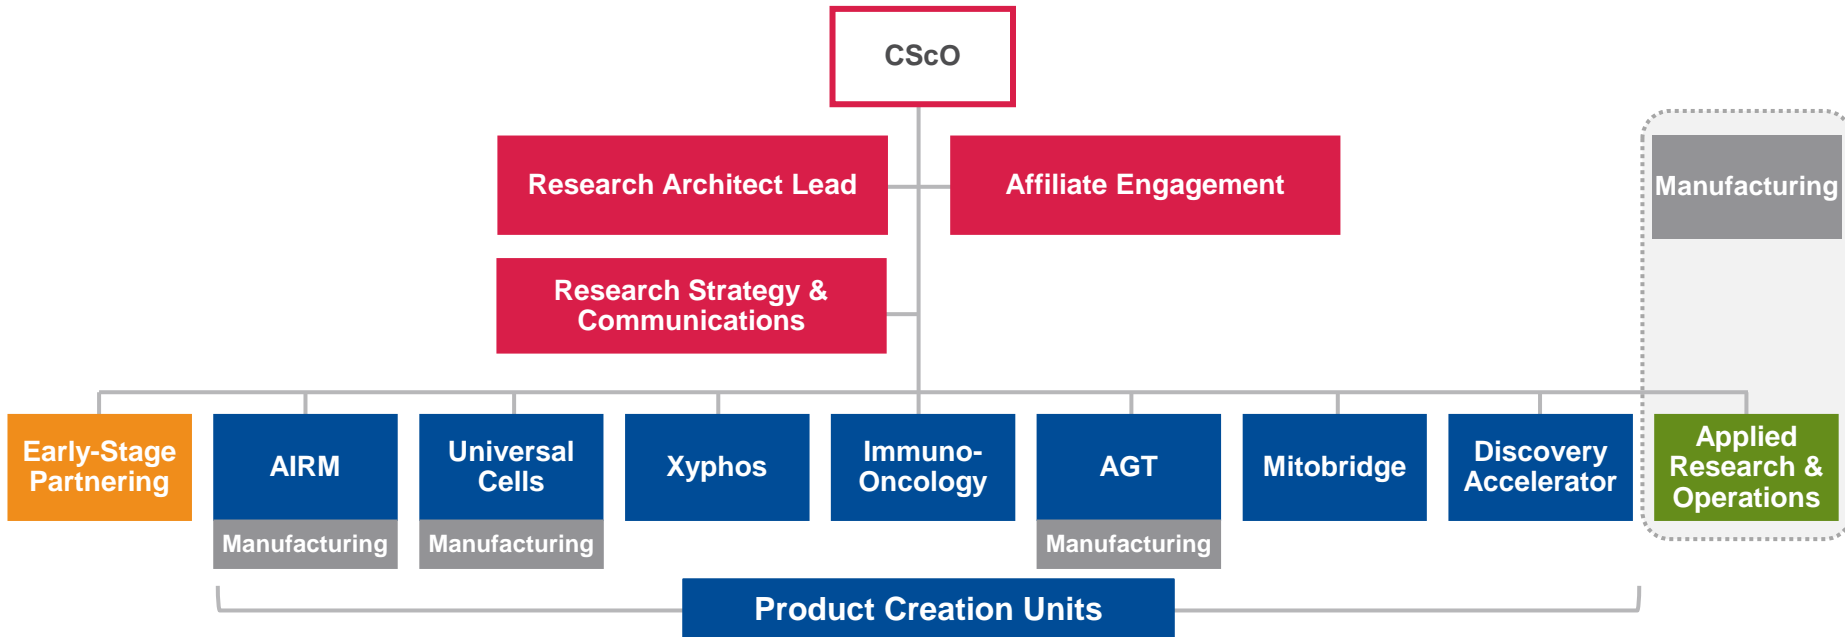 CScO
Research Architect Lead
Affiliate Engagement
Manufacturing
Research Strategy &
Communications
Early-Stage
Partnering
AIRM
Universal
Cells
Xyphos
Immuno-
Oncology
AGT
Mitobridge
Discovery
Accelerator
Applied
Research &
Operations
Manufacturing
Manufacturing
Manufacturing
Product Creation Units